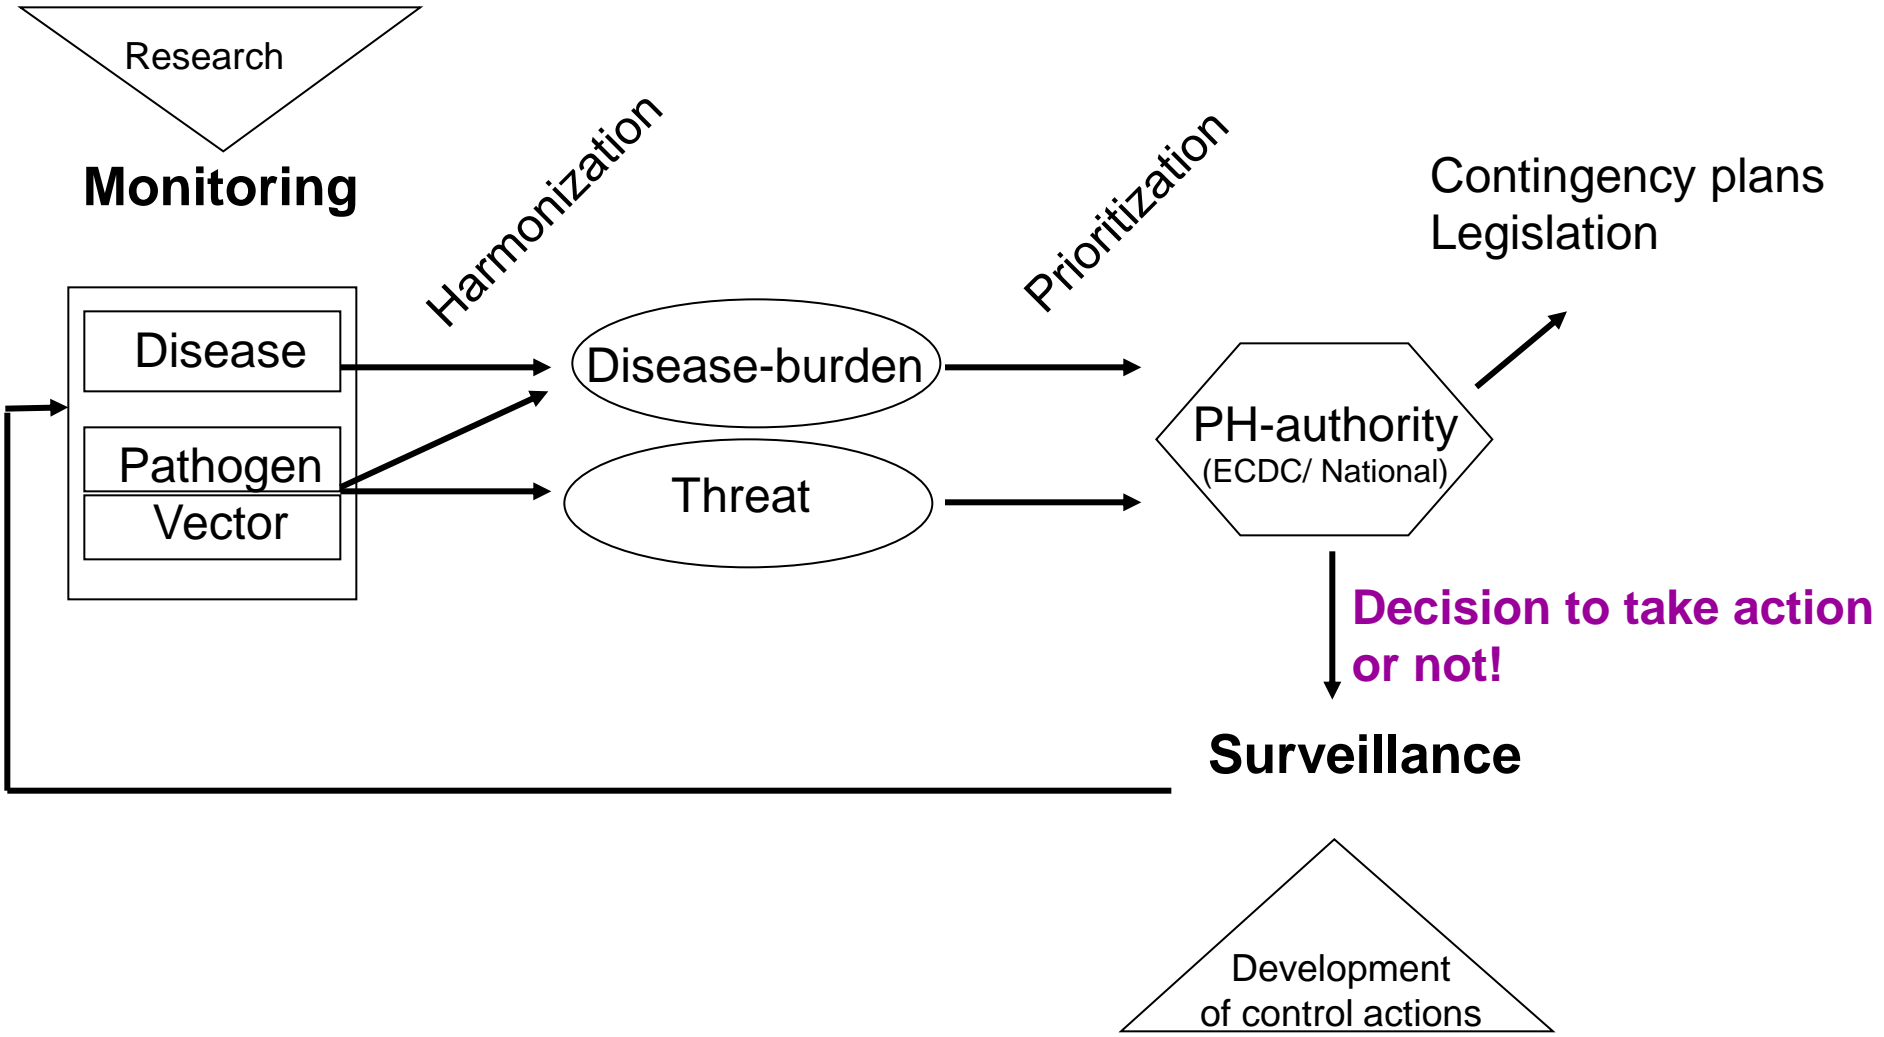 Research
Monitoring
Harmonization
Prioritization
Contingency plans
Legislation
Disease
Pathogen
Vector
Disease-burden
Threat
PH-authority
(ECDC/ National)
Decision to take action
or not!
Surveillance
Development
of control actions